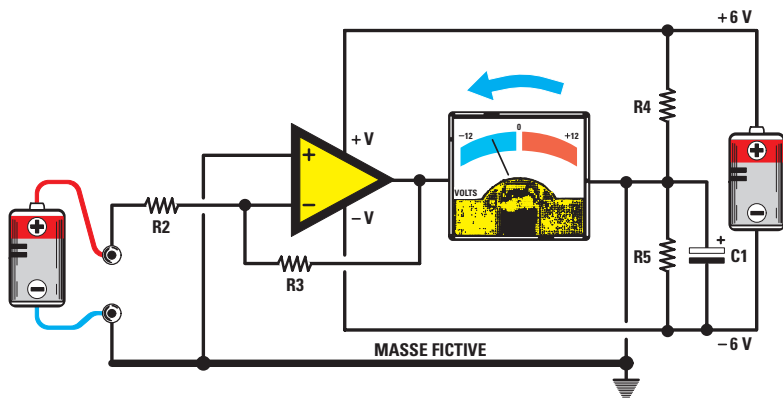 +6 V
R4
–12
0
+12
+V
+
+
+
VOLTS
–
–
–V
R2
R3
R5
+
C1
–
MASSE FICTIVE
–6 V